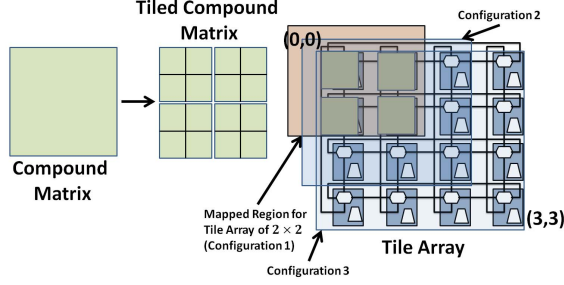 Tiled Compound
Matrix
(0,0)
Configuration 2
Compound
Matrix
Mapped Region for
Tile Array of 2 × 2
(Configuration 1)
Tile Array
(3,3)
Configuration 3